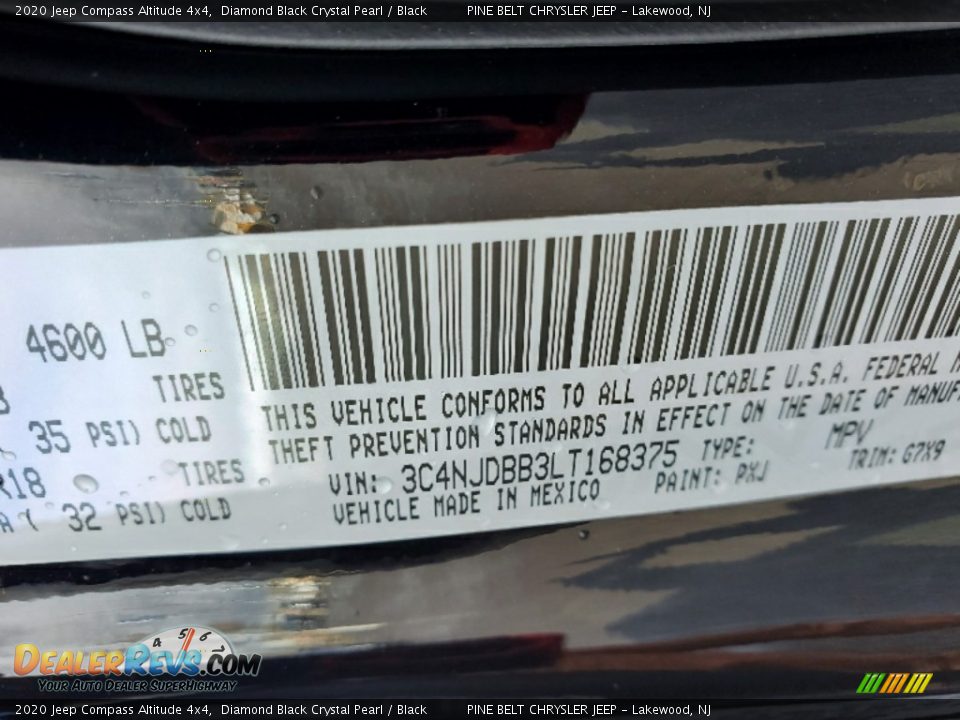 2020 Jeep Compass Altitude 4x4, Diamond Black Crystal Pearl / Black PINE BELT CHRYSLER JEEP - Lakewood, NJ
4600 LB
TIRES
35 PSI) COLD
R18 TIRES
32 PSI) COLD
THIS VEHICLE CONFORMS TO ALL APPLICABLE U.S.A. FEDERAL
THEFT PREVENTION STANDARDS IN EFFECT ON THE DATE OF MANUF
VIN: 3C4NJDBB3LT168375 TYPE: MPV
VEHICLE MADE IN MEXICO PAINT: PXJ TRIM: G7X9
4 5 6
DEALERREVS.COM
YOUR AUTO DEALER SUPERHIGHWAY
2020 Jeep Compass Altitude 4x4, Diamond Black Crystal Pearl / Black PINE BELT CHRYSLER JEEP - Lakewood, NJ